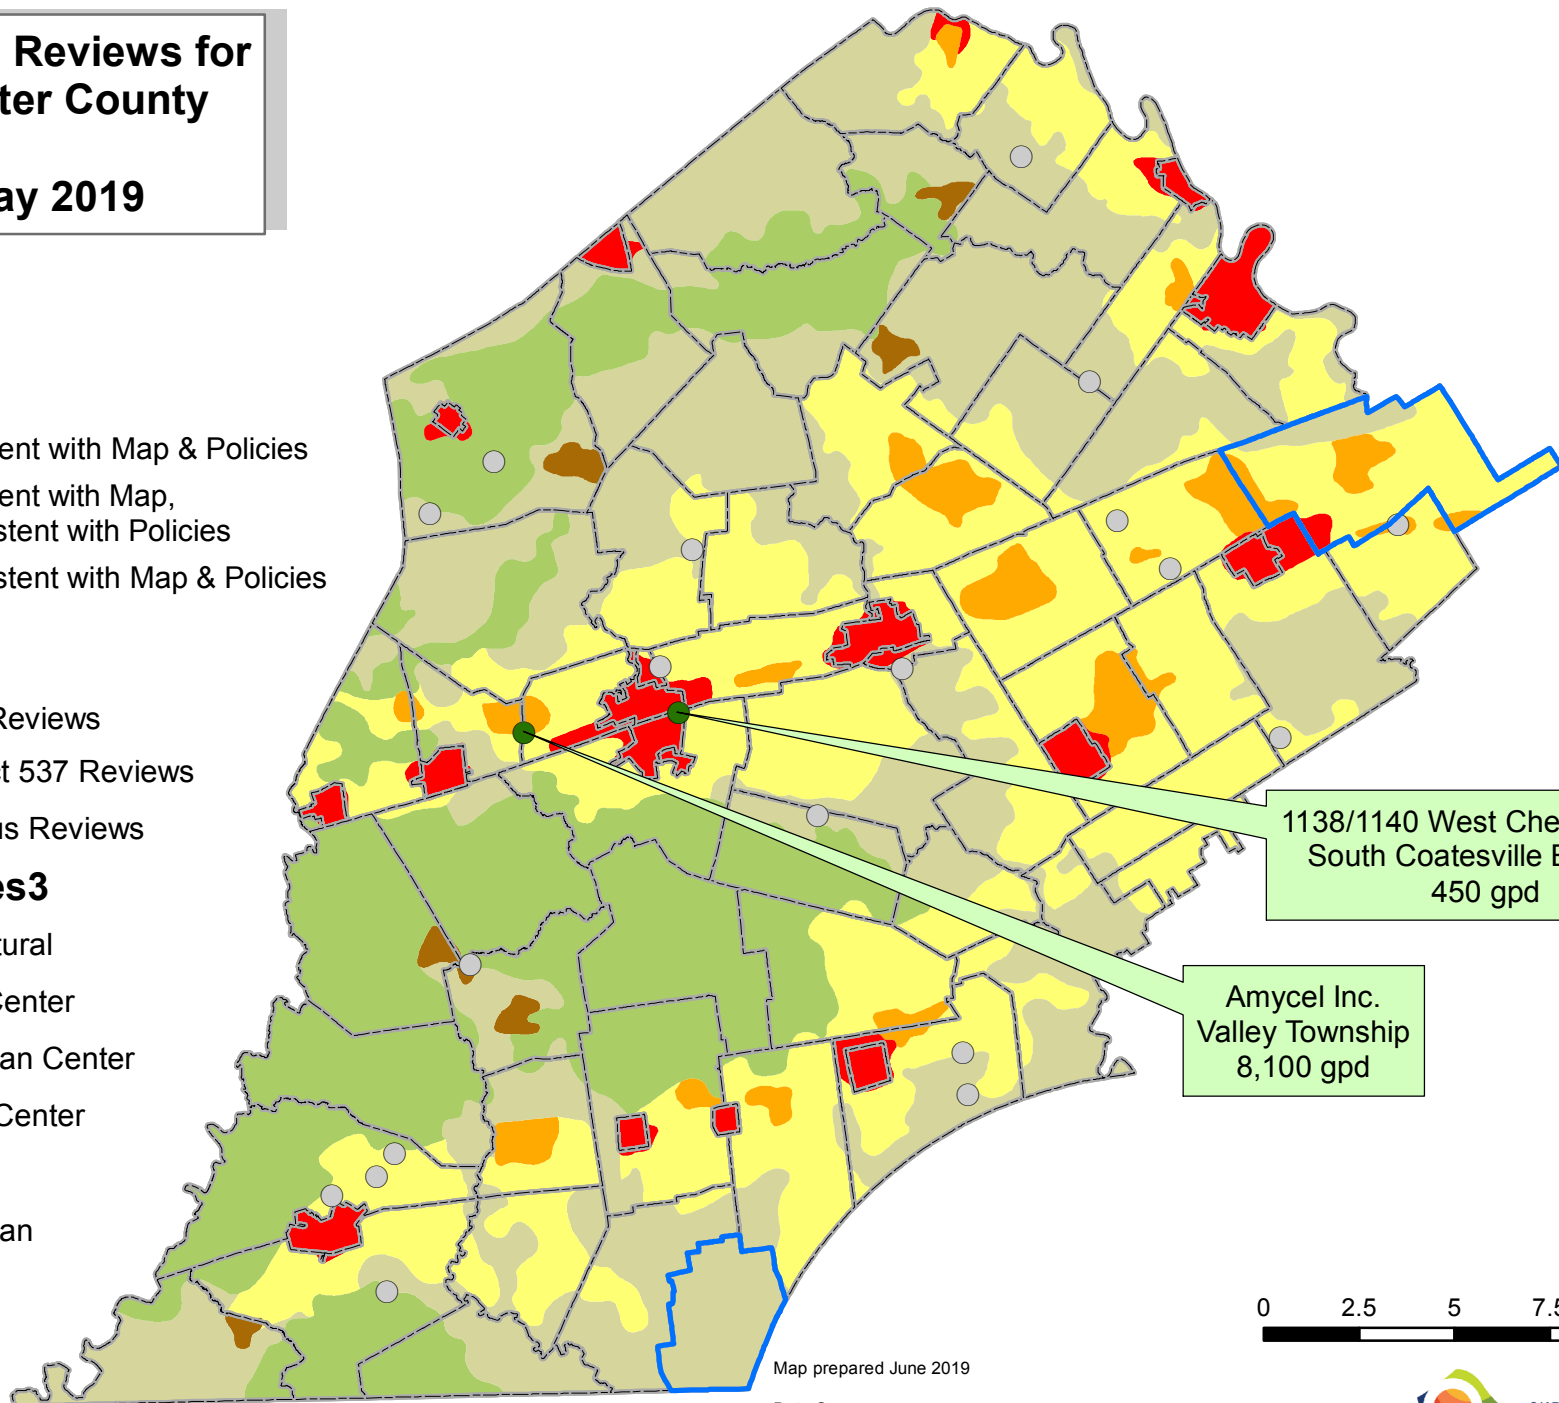 Reviews for
ter County
ay 2019
ent with Map & Policies
ent with Map,
stent with Policies
stent with Map & Policies
Reviews
ct 537 Reviews
us Reviews
es3
tural
Center
an Center
Center
an
1138/1140 West Che
South Coatesville
450 gpd
Amycel Inc.
Valley Township
8,100 gpd
0 2.5 5 7.5
Map prepared June 2019